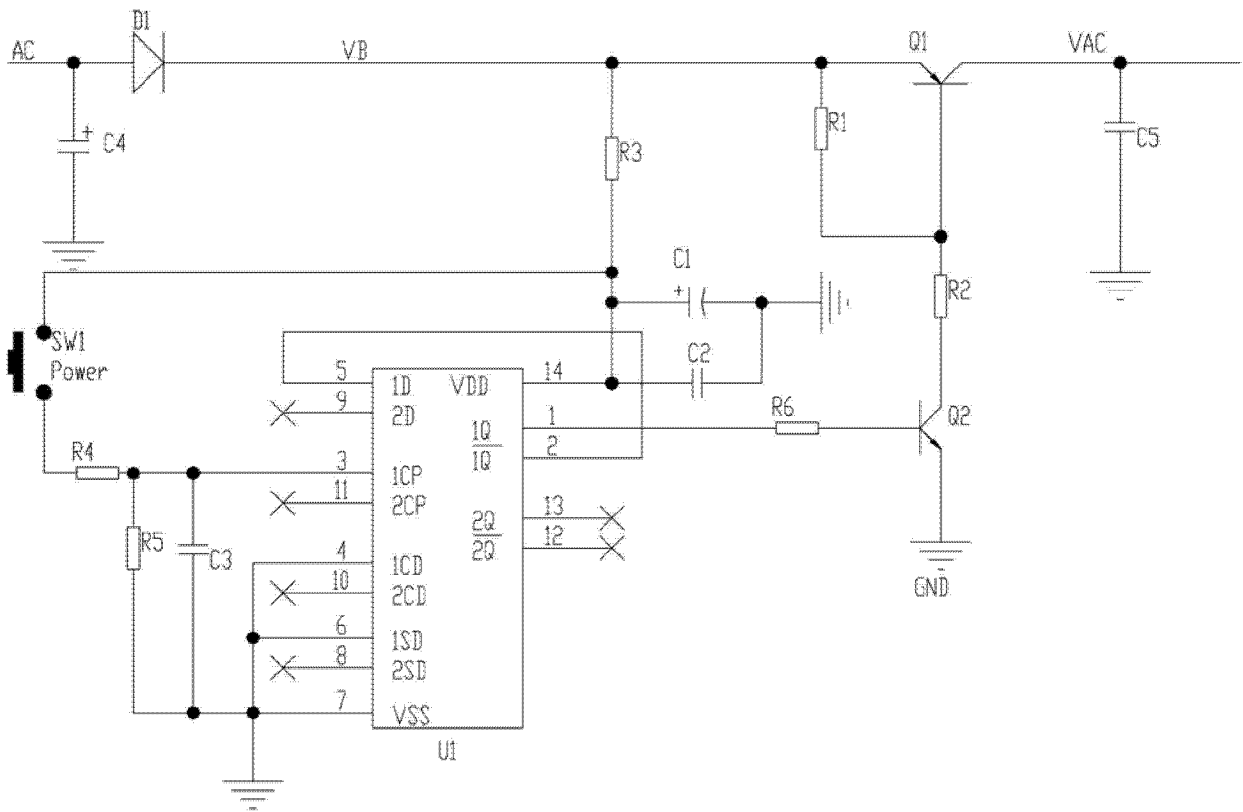 D1
AC
VB
Q1
VAC
+
C4
R3
R1
C5
C1
+
R2
SW1
Power
C2
5
1D
VDD
14
9
2D
R6
Q2
1
1Q
2
1Q
R4
3
1CP
11
2CP
13
2Q
12
2Q
R5
C3
4
1CD
10
2CD
GND
6
1SD
8
2SD
7
VSS
U1